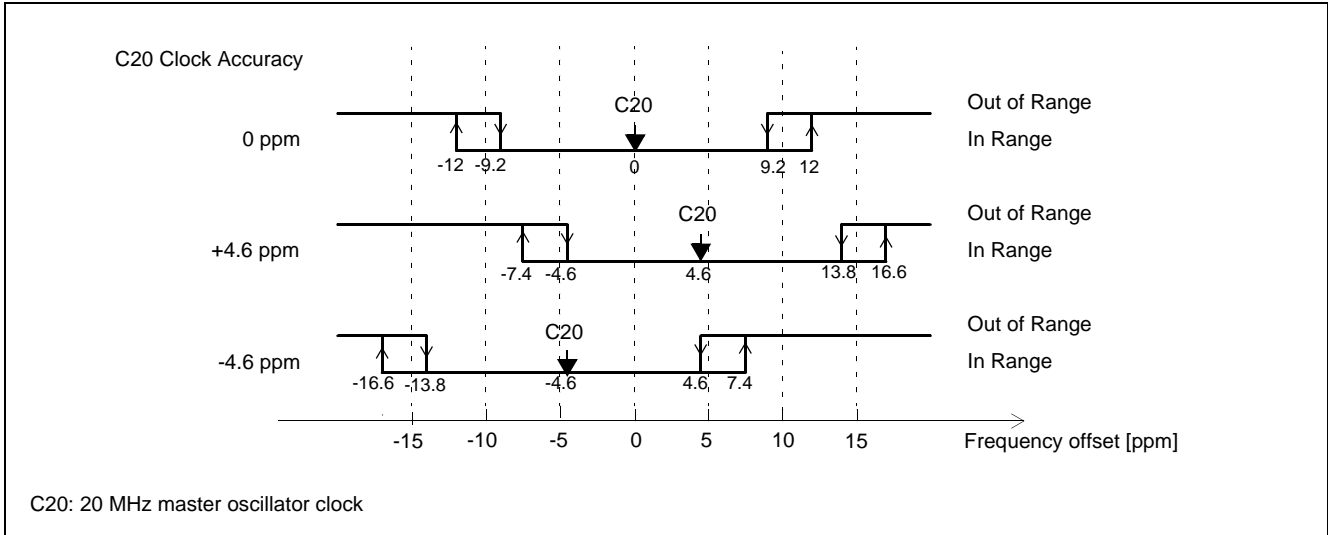 C20 Clock Accuracy
C20
Out of Range
0 ppm
In Range
-12 -9.2 0 9.2 12
C20
Out of Range
+4.6 ppm
In Range
-7.4 -4.6 4.6 13.8 16.6
C20
Out of Range
-4.6 ppm
In Range
-16.6 -13.8 -4.6 4.6 7.4
-15 -10 -5 0 5 10 15 Frequency offset [ppm]
C20: 20 MHz master oscillator clock